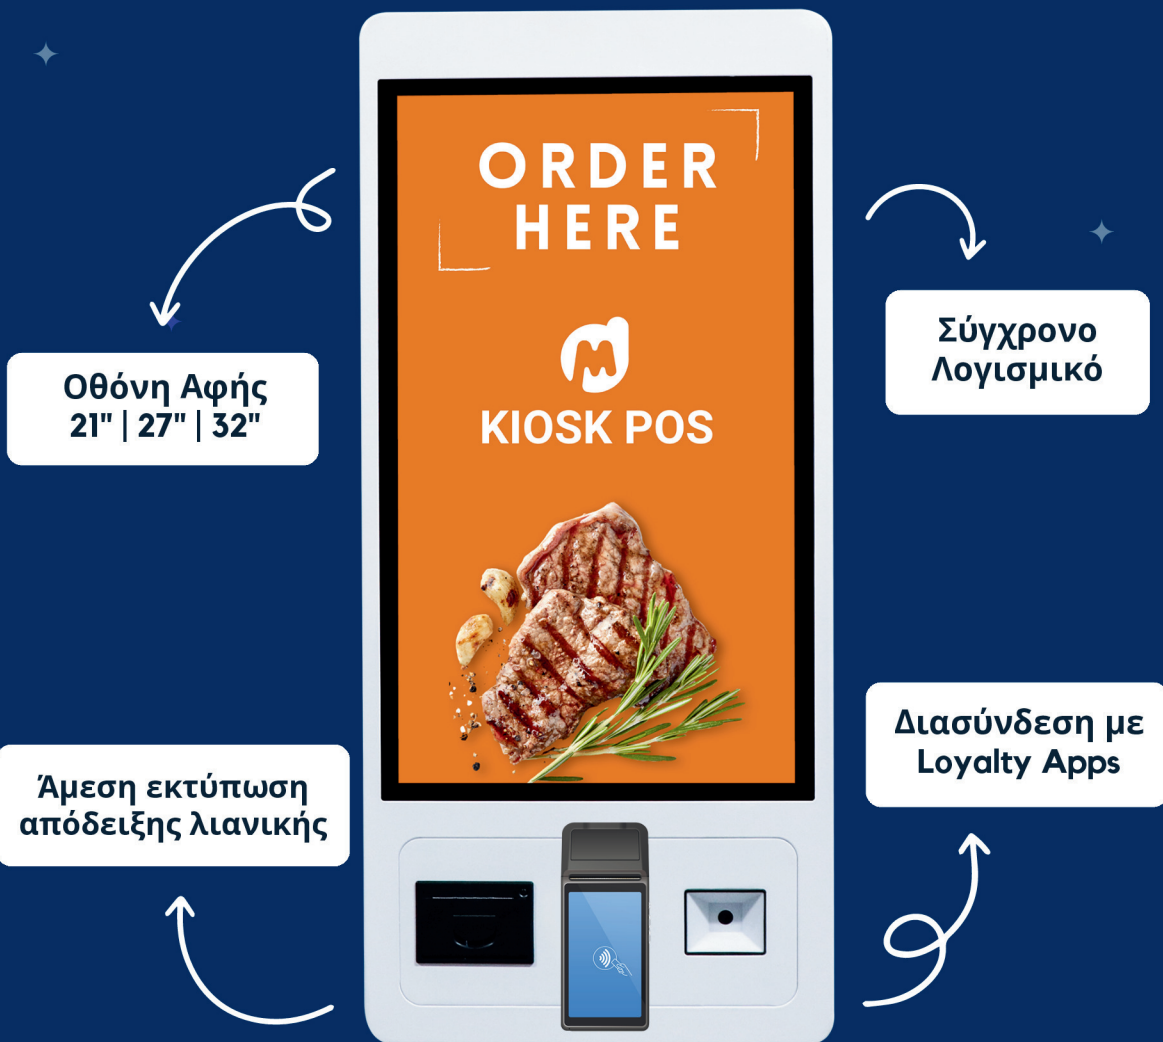 ORDER
HERE
KIOSK POS
Οθόνη Αφής
21" | 27" | 32"
Σύγχρονο
Λογισμικό
Άμεση εκτύπωση
απόδειξης λιανικής
Διασύνδεση με
Loyalty Apps